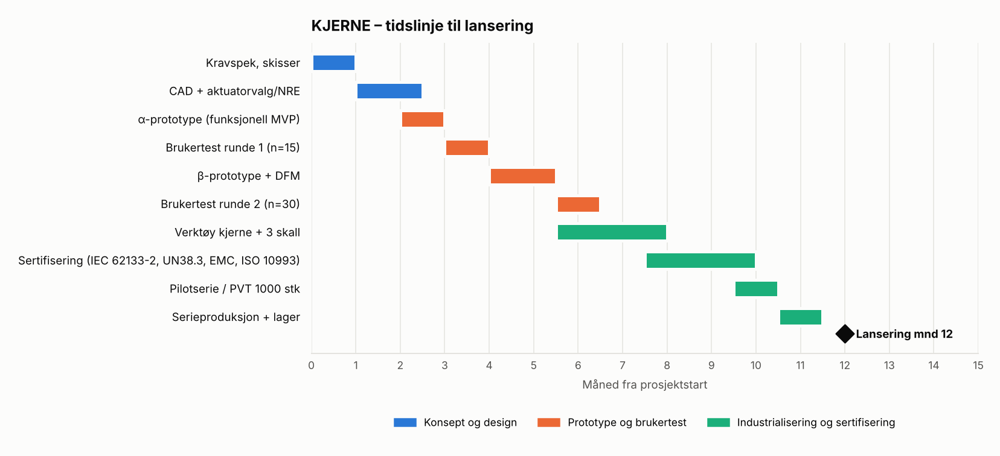 KJERNE – tidslinje til lansering
Kravspek, skisser
CAD + aktuatorvalg/NRE
α-prototype (funksjonell MVP)
Brukertest runde 1 (n=15)
β-prototype + DFM
Brukertest runde 2 (n=30)
Verktøy kjerne + 3 skall
Sertifisering (IEC 62133-2, UN38.3, EMC, ISO 10993)
Pilotserie / PVT 1000 stk
Serieproduksjon + lager
Lansering mnd 12
0 1 2 3 4 5 6 7 8 9 10 11 12 13 14 15
Måned fra prosjektstart
Konsept og design Prototype og brukertest Industrialisering og sertifisering